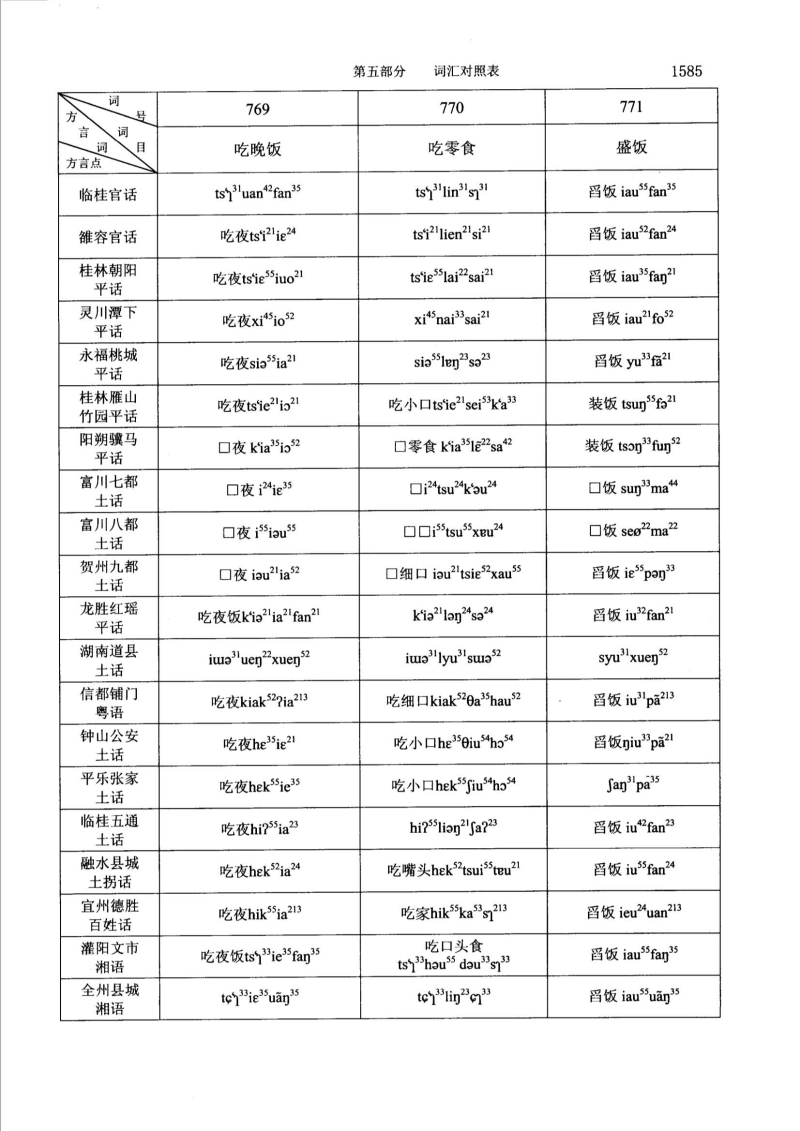 第五部分　词汇对照表　1585
词号 769 770 771
方言词词目
方言点 吃晚饭 吃零食 盛饭
临桂官话 tsʻʅ³¹uan⁴²fan³⁵ tsʻʅ³¹lin³¹sʅ³¹ 舀饭 iau⁵⁵fan³⁵
雒容官话 吃夜tsʻi²¹iɛ²⁴ tsʻi²¹lien²¹si²¹ 舀饭 iau⁵²fan²⁴
桂林朝阳
平话 吃夜tsʻiɛ⁵⁵iuo²¹ tsʻiɛ⁵⁵lai²²sai²¹ 舀饭 iau³⁵faŋ²¹
灵川潭下
平话 吃夜xi⁴⁵io⁵² xi⁴⁵nai³³sai²¹ 舀饭 iau²¹fo⁵²
永福桃城
平话 吃夜siə⁵⁵ia²¹ siə⁵⁵lɐŋ²³sə²³ 舀饭 yu³³fã²¹
桂林雁山
竹园平话 吃夜tsʻie²¹iɔ²¹ 吃小口tsʻie²¹sei⁵³kʻa³³ 装饭 tsuŋ⁵⁵fə²¹
阳朔骥马
平话 □夜 kʻia³⁵iɔ⁵² □零食 kʻia³⁵lẽ²²sa⁴² 装饭 tsɔŋ³³fuŋ⁵²
富川七都
土话 □夜 i²⁴iɛ³⁵ □i²⁴tsu²⁴kʻəu²⁴ □饭 suŋ³³ma⁴⁴
富川八都
土话 □夜 i⁵⁵iəu⁵⁵ □□i⁵⁵tsu⁵⁵xɐu²⁴ □饭 seø²²ma²²
贺州九都
土话 □夜 iəu²¹ia⁵² □细口 iəu²¹tsiɛ⁵²xau⁵⁵ 舀饭 iɛ⁵⁵pəŋ³³
龙胜红瑶
平话 吃夜饭kʻiə²¹ia²¹fan²¹ kʻiə²¹ləŋ²⁴sə²⁴ 舀饭 iu³²fan²¹
湖南道县
土话 iɯə³¹ueŋ²²xueŋ⁵² iɯə³¹lyu³¹sɯə⁵² syu³¹xueŋ⁵²
信都铺门
粤语 吃夜kiak⁵²ʔia²¹³ 吃细口kiak⁵²θa³⁵hau⁵² 舀饭 iu³¹pã²¹³
钟山公安
土话 吃夜hɛ³⁵iɛ²¹ 吃小口hɛ³⁵θiu⁵⁴hɔ⁵⁴ 舀饭ŋiu³³pã²¹
平乐张家
土话 吃夜hɛk⁵⁵ie³⁵ 吃小口hɛk⁵⁵ʃiu⁵⁴hɔ⁵⁴ ʃaŋ³¹pa³⁵
临桂五通
土话 吃夜hiʔ⁵⁵ia²³ hiʔ⁵⁵liəŋ²¹ʃaʔ²³ 舀饭 iu⁴²fan²³
融水县城
土拐话 吃夜hɐk⁵²ia²⁴ 吃嘴头hɐk⁵²tsui⁵⁵tɐu²¹ 舀饭 iu⁵⁵fan²⁴
宜州德胜
百姓话 吃夜hik⁵⁵ia²¹³ 吃家hik⁵⁵ka⁵³sʅ²¹³ 舀饭 ieu²⁴uan²¹³
灌阳文市
湘语 吃夜饭tsʻʅ³³ie³⁵faŋ³⁵ 吃口头食
tsʻʅ³³həu⁵⁵ dəu³³sʅ³³ 舀饭 iau⁵⁵faŋ³⁵
全州县城
湘语 tɕʻʅ³³iɛ³⁵uãŋ³⁵ tɕʻʅ³³liŋ²³ɕʅ³³ 舀饭 iau⁵⁵uãŋ³⁵